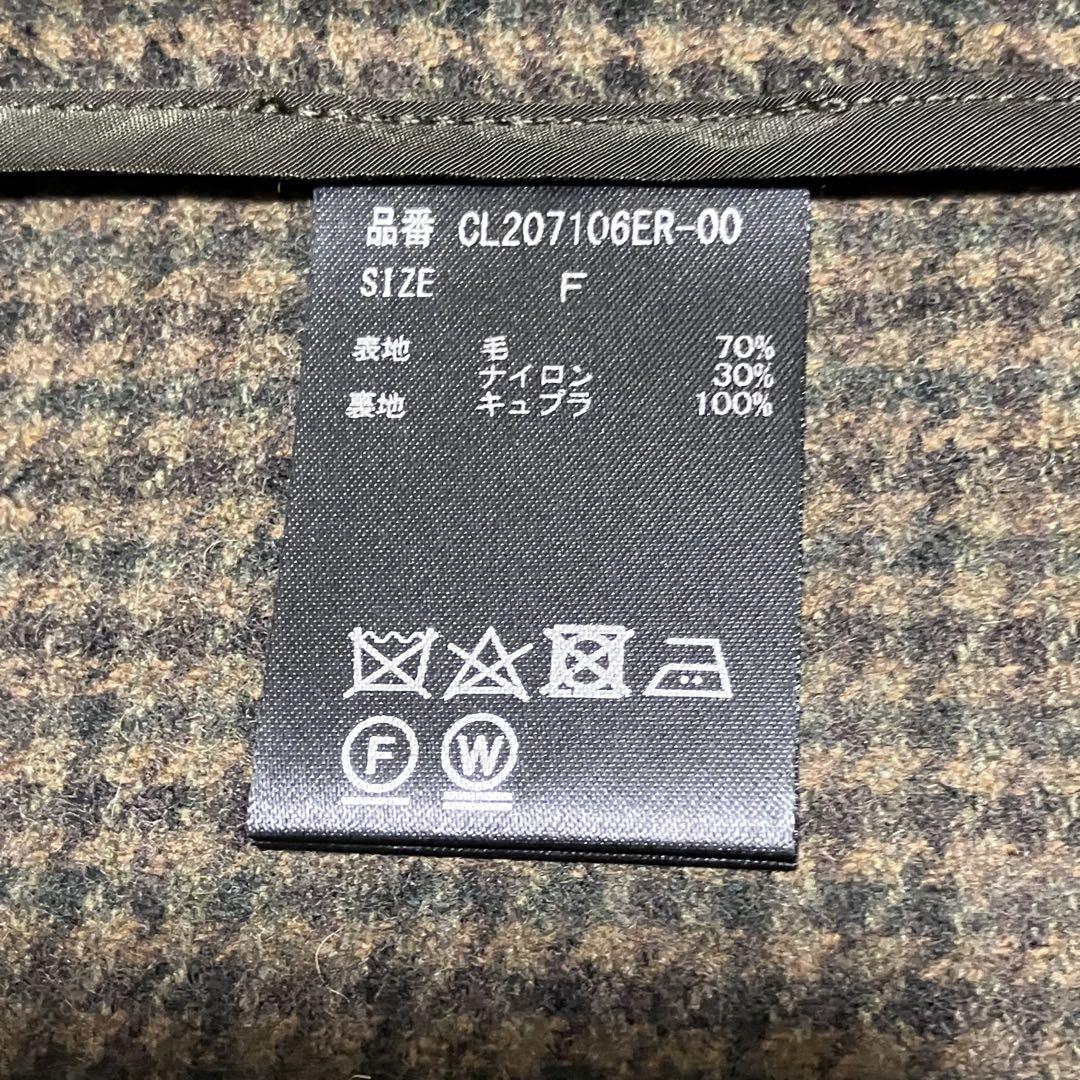 品番 CL207106ER-00
SIZE F
表地 毛 70%
ナイロン 30%
裏地 キュプラ 100%
F W